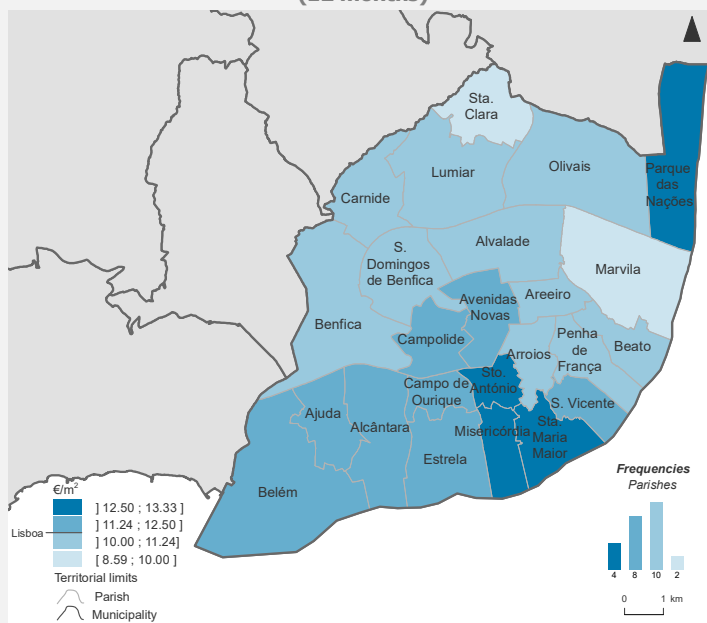 (12 months)
Sta.
Clara
Olivais
Lumiar
Parque
das
Nações
Carnide
Alvalade
S.
Domingos
de Benfica
Marvila
Avenidas
Novas
Areeiro
Benfica
Campolide
Penha
de
França
Beato
Arroios
Sto.
António
Campo de
Ourique
S. Vicente
Ajuda
Alcântara
Misericórdia
Sta.
Maria
Maior
Estrela
Belém
Frequencies
Parishes
4 8 10 2
0 1 km
€/m²
] 12.50 ; 13.33 ]
] 11.24 ; 12.50 ]
Lisboa
] 10.00 ; 11.24]
[ 8.59 ; 10.00 ]
Territorial limits
Parish
Municipality